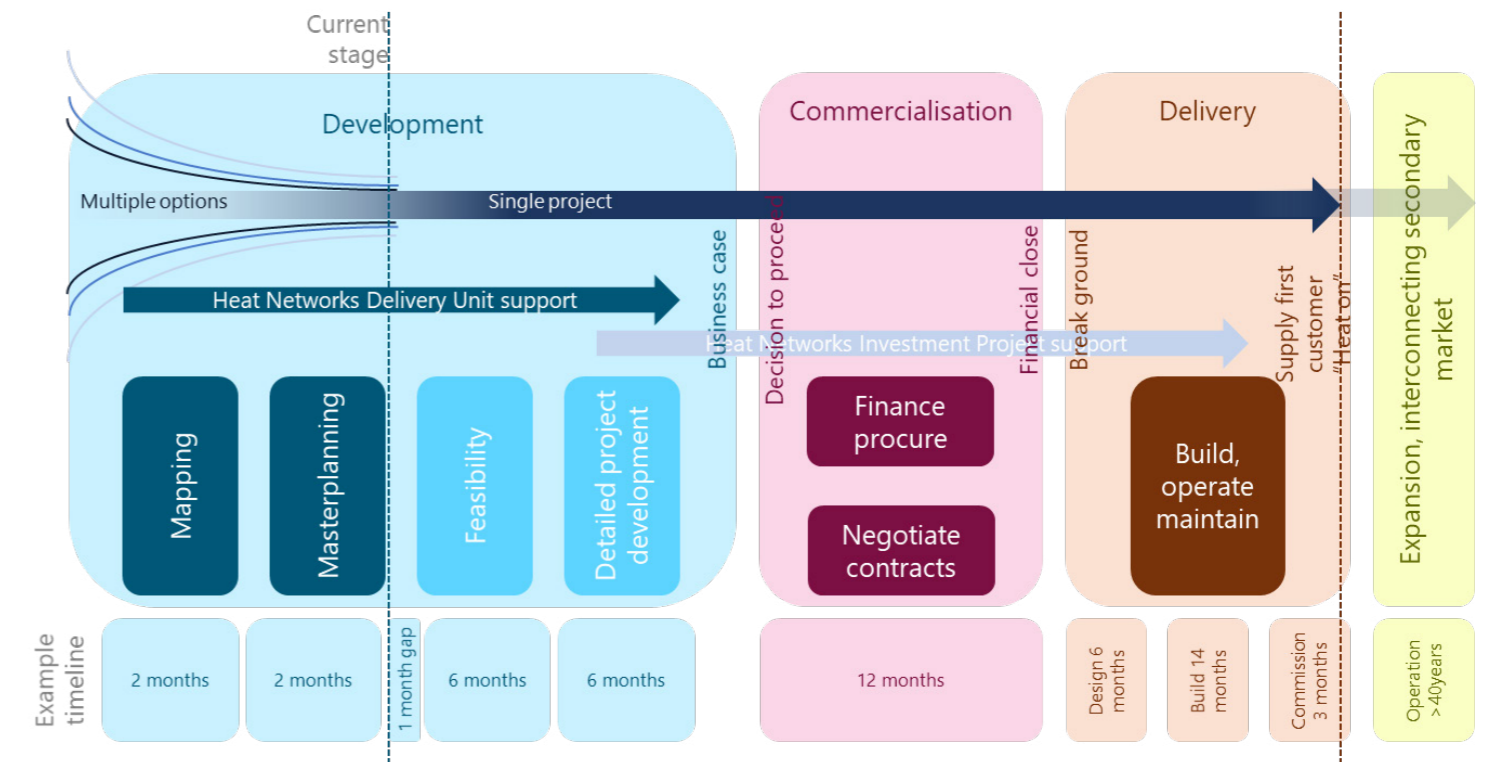 Current
stage
Development
Commercialisation
Delivery
Multiple options
Single project
Heat Networks Delivery Unit support
Heat Networks Investment Project support
Business case
Decision to proceed
Financial close
Break ground
Supply first
customer
“Heat on”
Expansion, interconnecting secondary
market
Mapping
Masterplanning
Feasibility
Detailed project
development
Finance
procure
Negotiate
contracts
Build,
operate
maintain
Example
timeline
2 months
2 months
1 month gap
6 months
6 months
12 months
Design 6
months
Build 14
months
Commission
3 months
Operation
>40years